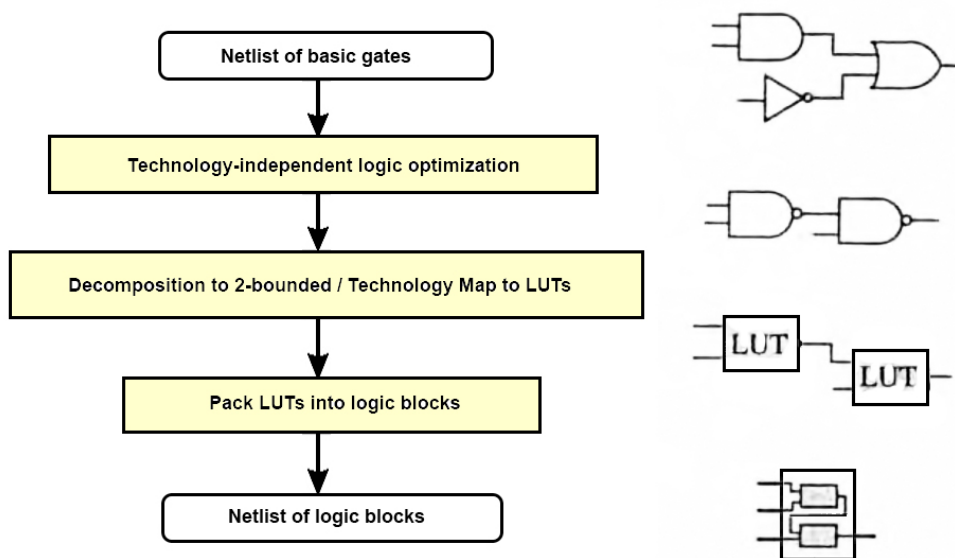 Netlist of basic gates
Technology-independent logic optimization
Decomposition to 2-bounded / Technology Map to LUTs
LUT
LUT
Pack LUTs into logic blocks
Netlist of logic blocks